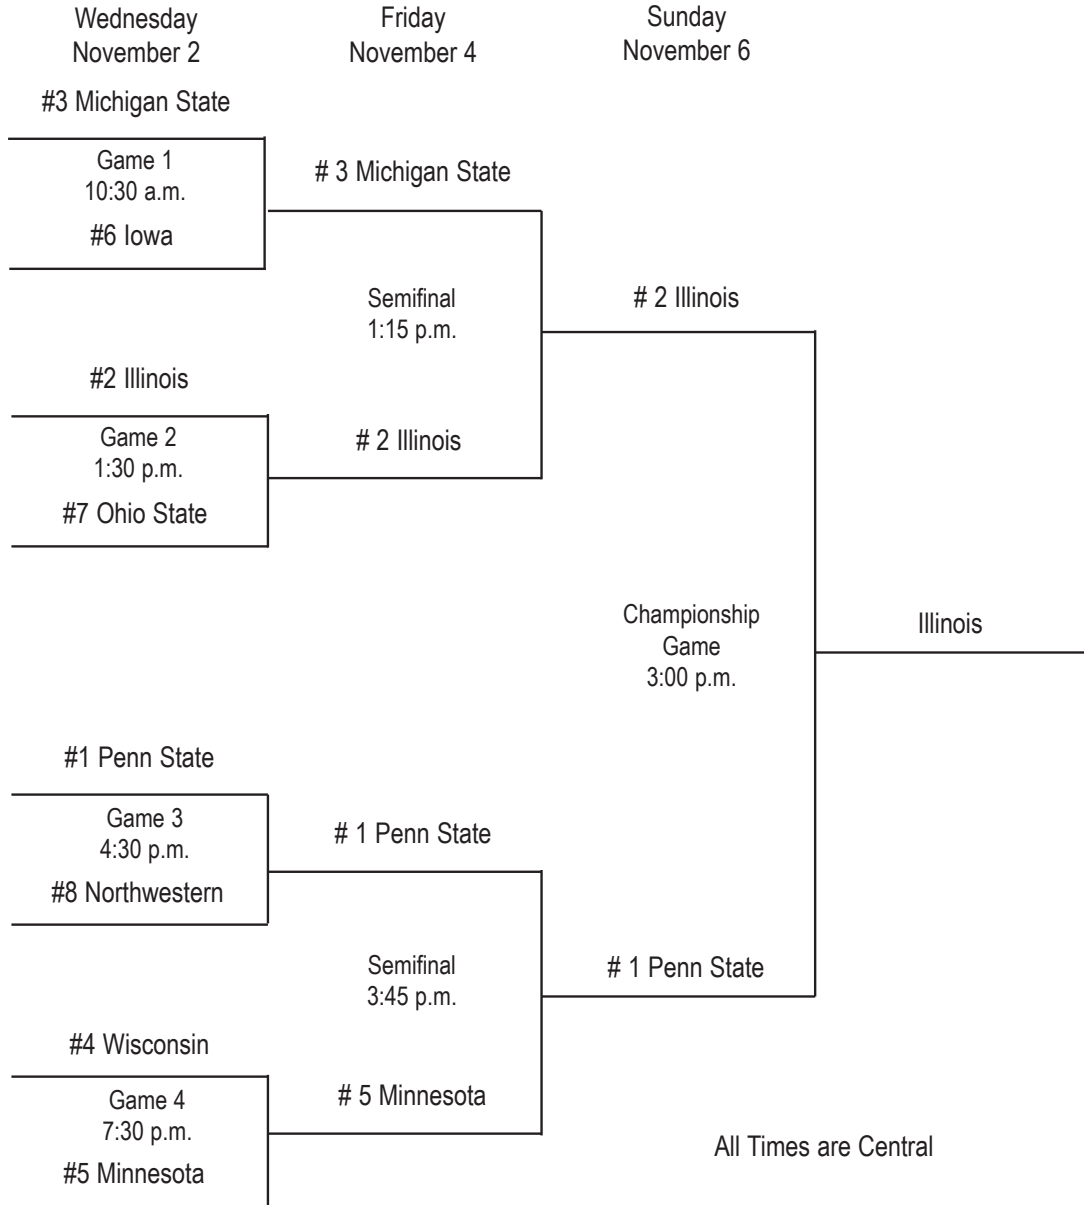 Wednesday
November 2
Friday
November 4
Sunday
November 6
#3 Michigan State
Game 1
10:30 a.m.
#6 Iowa
# 3 Michigan State
Semifinal
1:15 p.m.
# 2 Illinois
#2 Illinois
Game 2
1:30 p.m.
#7 Ohio State
# 2 Illinois
Championship
Game
3:00 p.m.
Illinois
#1 Penn State
Game 3
4:30 p.m.
#8 Northwestern
# 1 Penn State
Semifinal
3:45 p.m.
# 1 Penn State
#4 Wisconsin
Game 4
7:30 p.m.
#5 Minnesota
# 5 Minnesota
All Times are Central